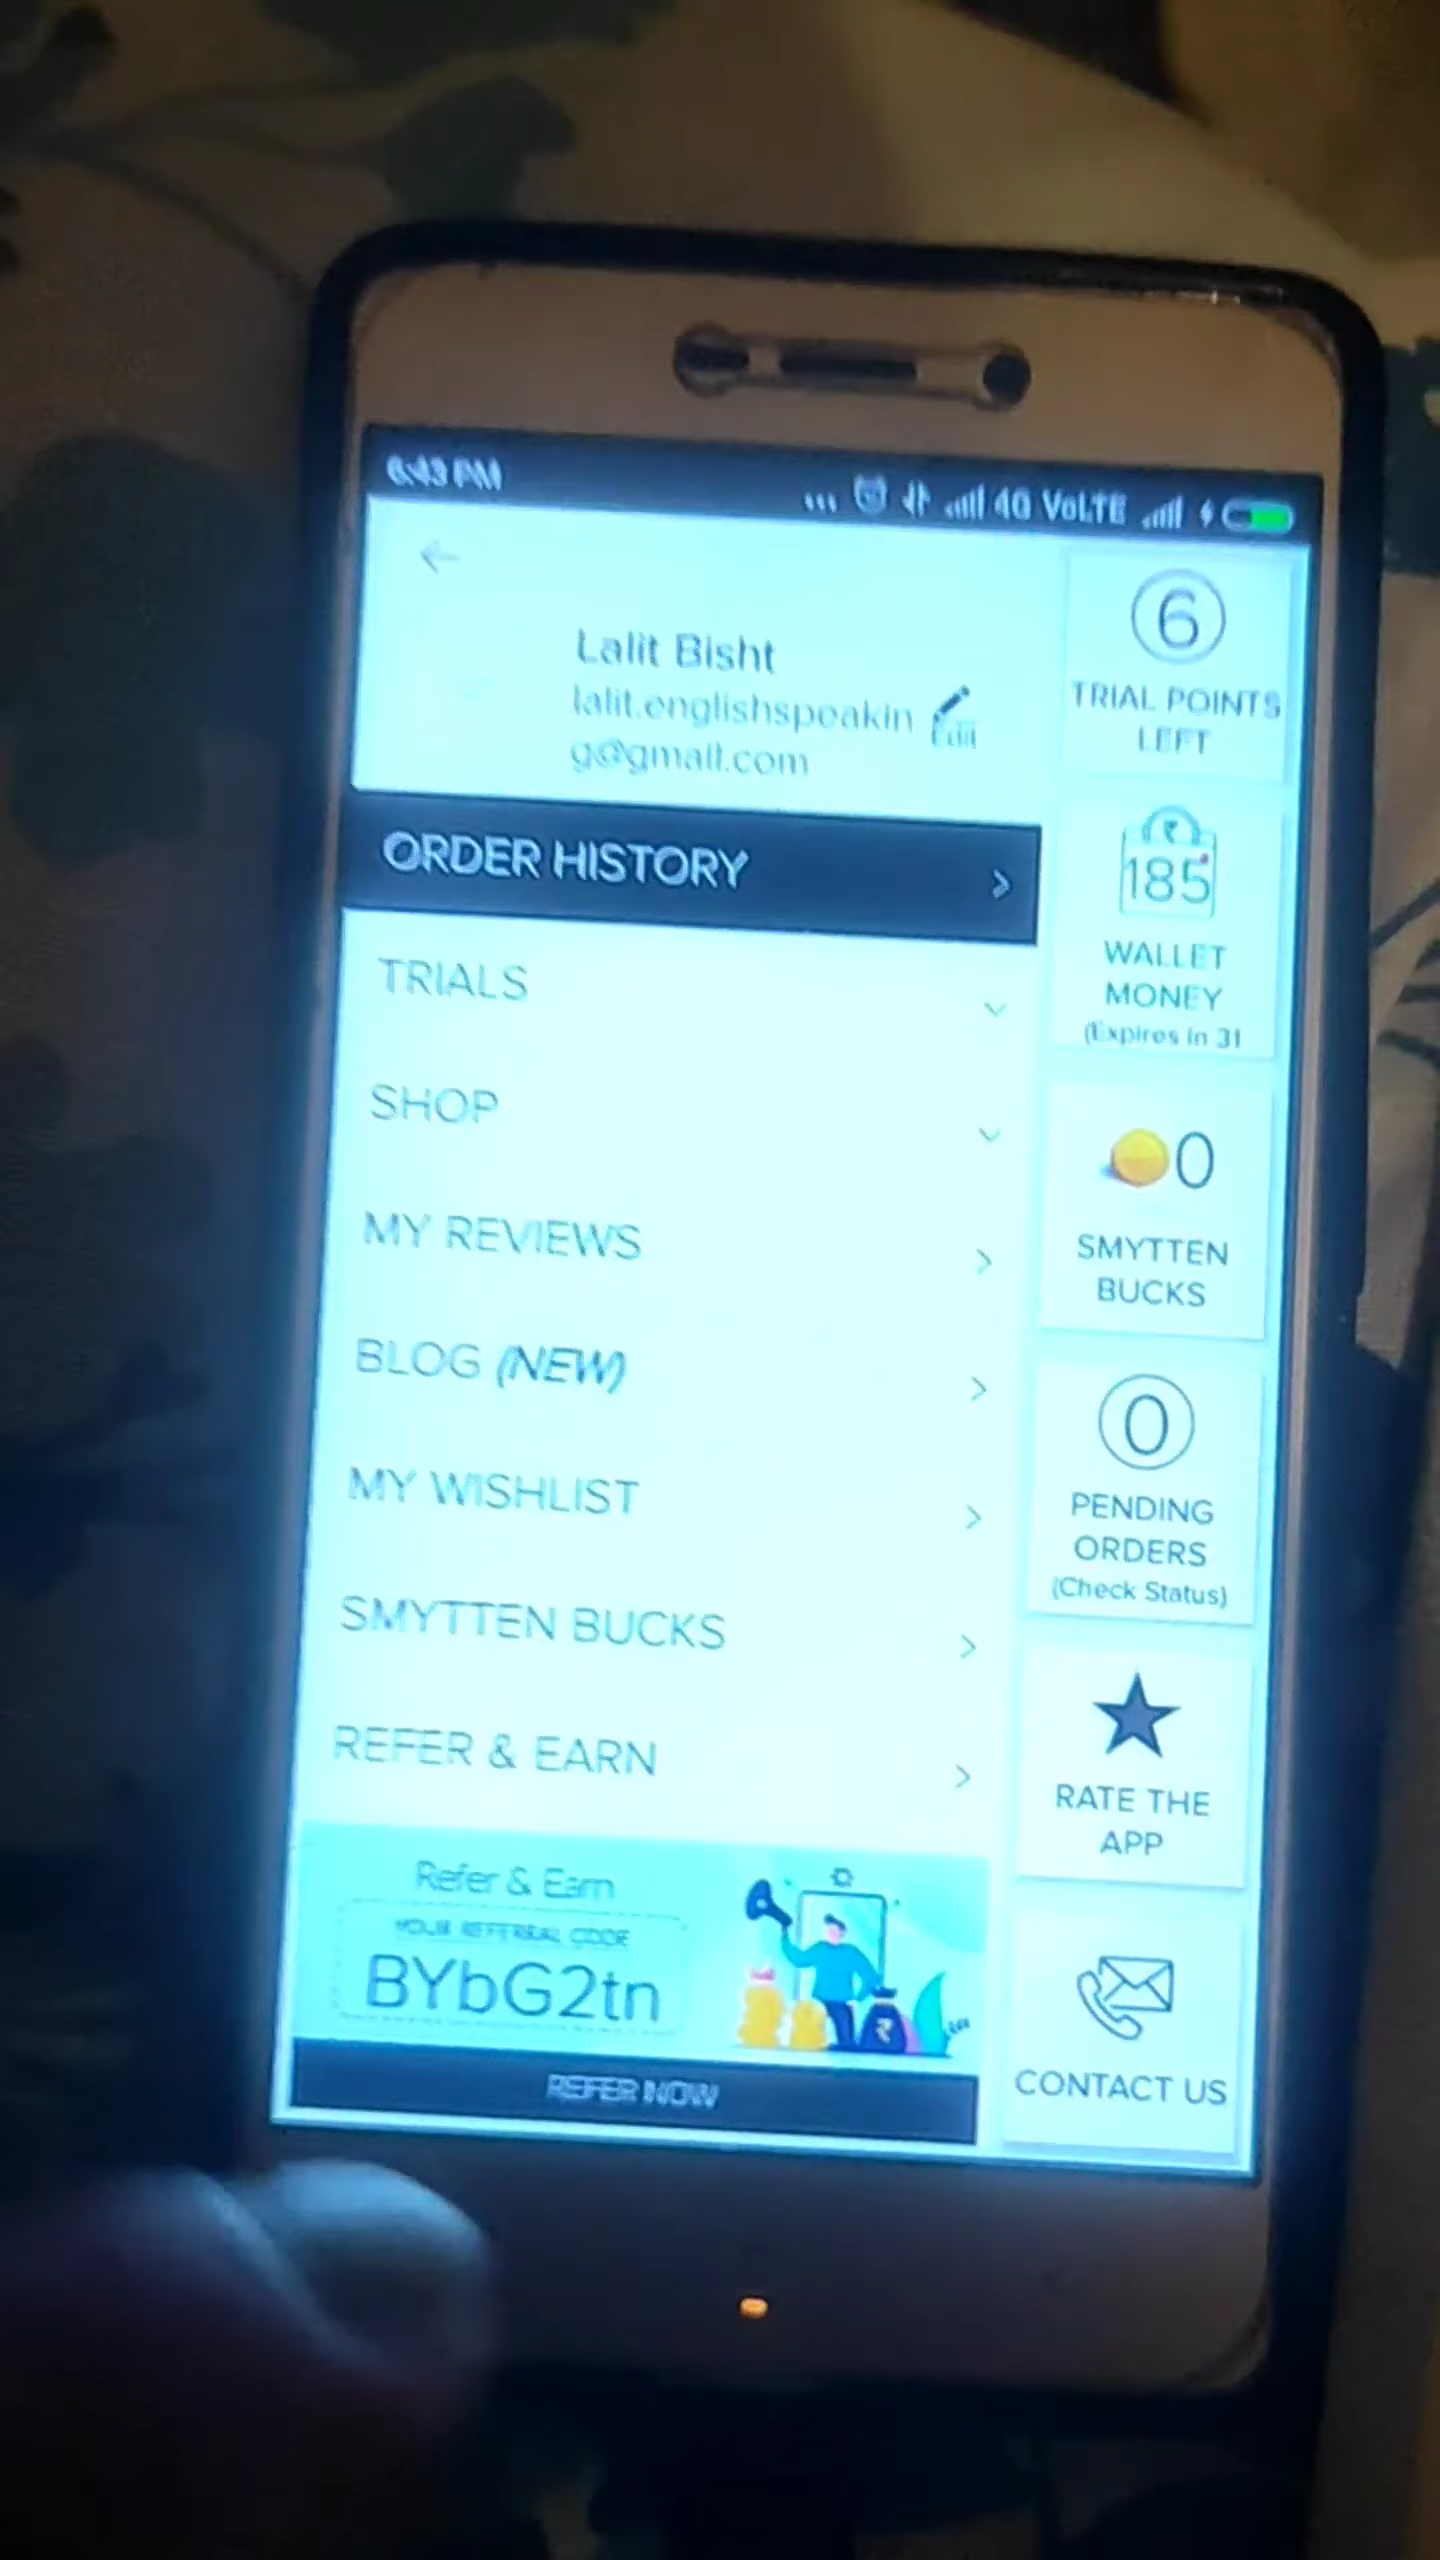 6:43 PM
... 4G VoLTE
Lalit Bisht
lalit.englishspeakin
g@gmail.com
Edit
ORDER HISTORY
TRIALS
SHOP
MY REVIEWS
BLOG (NEW)
MY WISHLIST
SMYTTEN BUCKS
REFER & EARN
Refer & Earn
YOUR REFERRAL CODE
BYbG2tn
REFER NOW
6
TRIAL POINTS
LEFT
₹
185
WALLET
MONEY
(Expires in 31
0
SMYTTEN
BUCKS
0
PENDING
ORDERS
(Check Status)
RATE THE
APP
CONTACT US
₹